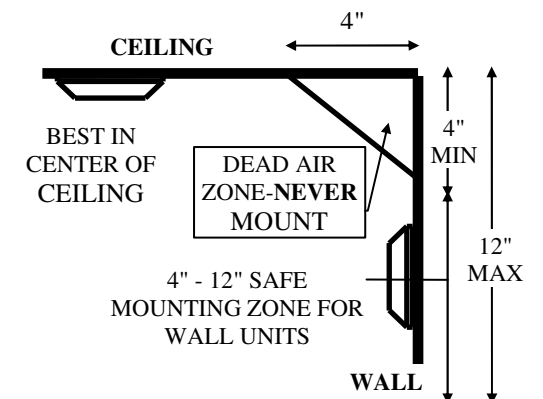 4"
CEILING
BEST IN
CENTER OF
CEILING
DEAD AIR
ZONE-NEVER
MOUNT
4"
MIN
12"
MAX
4" - 12" SAFE
MOUNTING ZONE FOR
WALL UNITS
WALL